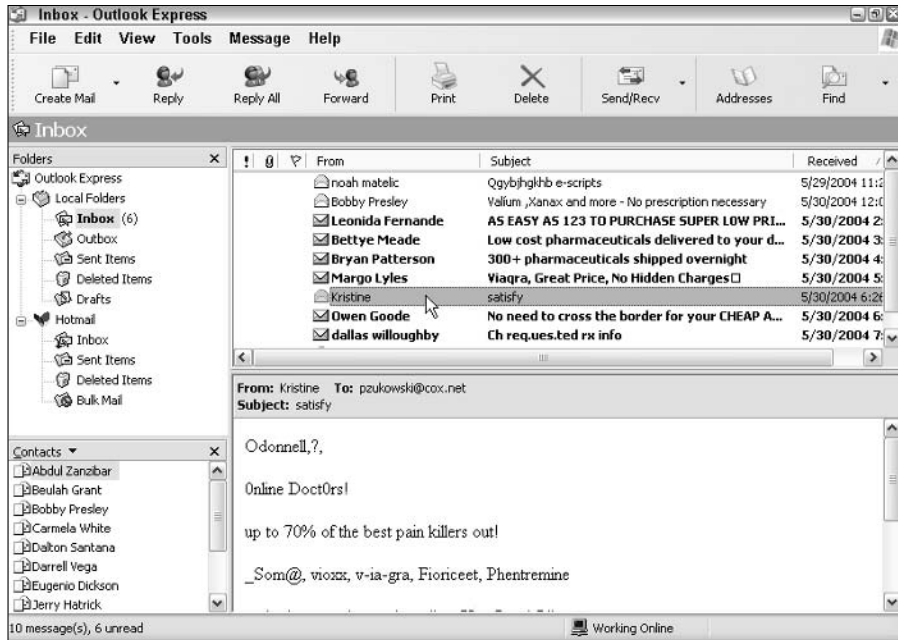 Inbox - Outlook Express
File Edit View Tools Message Help
Create Mail Reply Reply All Forward Print Delete Send/Recv Addresses Find
Inbox
Folders
Outlook Express
Local Folders
Inbox (6)
Outbox
Sent Items
Deleted Items
Drafts
Hotmail
Inbox
Sent Items
Deleted Items
Bulk Mail
Contacts
Abdul Zanzibar
Beulah Grant
Bobby Presley
Carmela White
Dalton Santana
Darrell Vega
Eugenio Dickson
Jerry Hatrick
! From Subject Received
noah matelic Qgybjhgkhb e-scripts 5/29/2004 11:2
Bobby Presley Valíum ,Xanax and more - No prescription necessary 5/30/2004 12:0
Leonida Fernande AS EASY AS 123 TO PURCHASE SUPER LOW PRI... 5/30/2004 2:
Bettye Meade Low cost pharmaceuticals delivered to your d... 5/30/2004 3:
Bryan Patterson 300+ pharmaceuticals shipped overnight 5/30/2004 4:
Margo Lyles Viaqra, Great Price, No Hidden Charges 5/30/2004 5:
Kristine satisfy 5/30/2004 6:26
Owen Goode No need to cross the border for your CHEAP A... 5/30/2004 6:
dallas willoughby Ch req.ues.ted rx info 5/30/2004 7:
From: Kristine To: pzukowski@cox.net
Subject: satisfy
Odonnell,?,
0nline Doct0rs!
up to 70% of the best pain killers out!
_Som@, vioxx, v-ia-gra, Fioriceet, Phentremine
10 message(s), 6 unread
Working Online